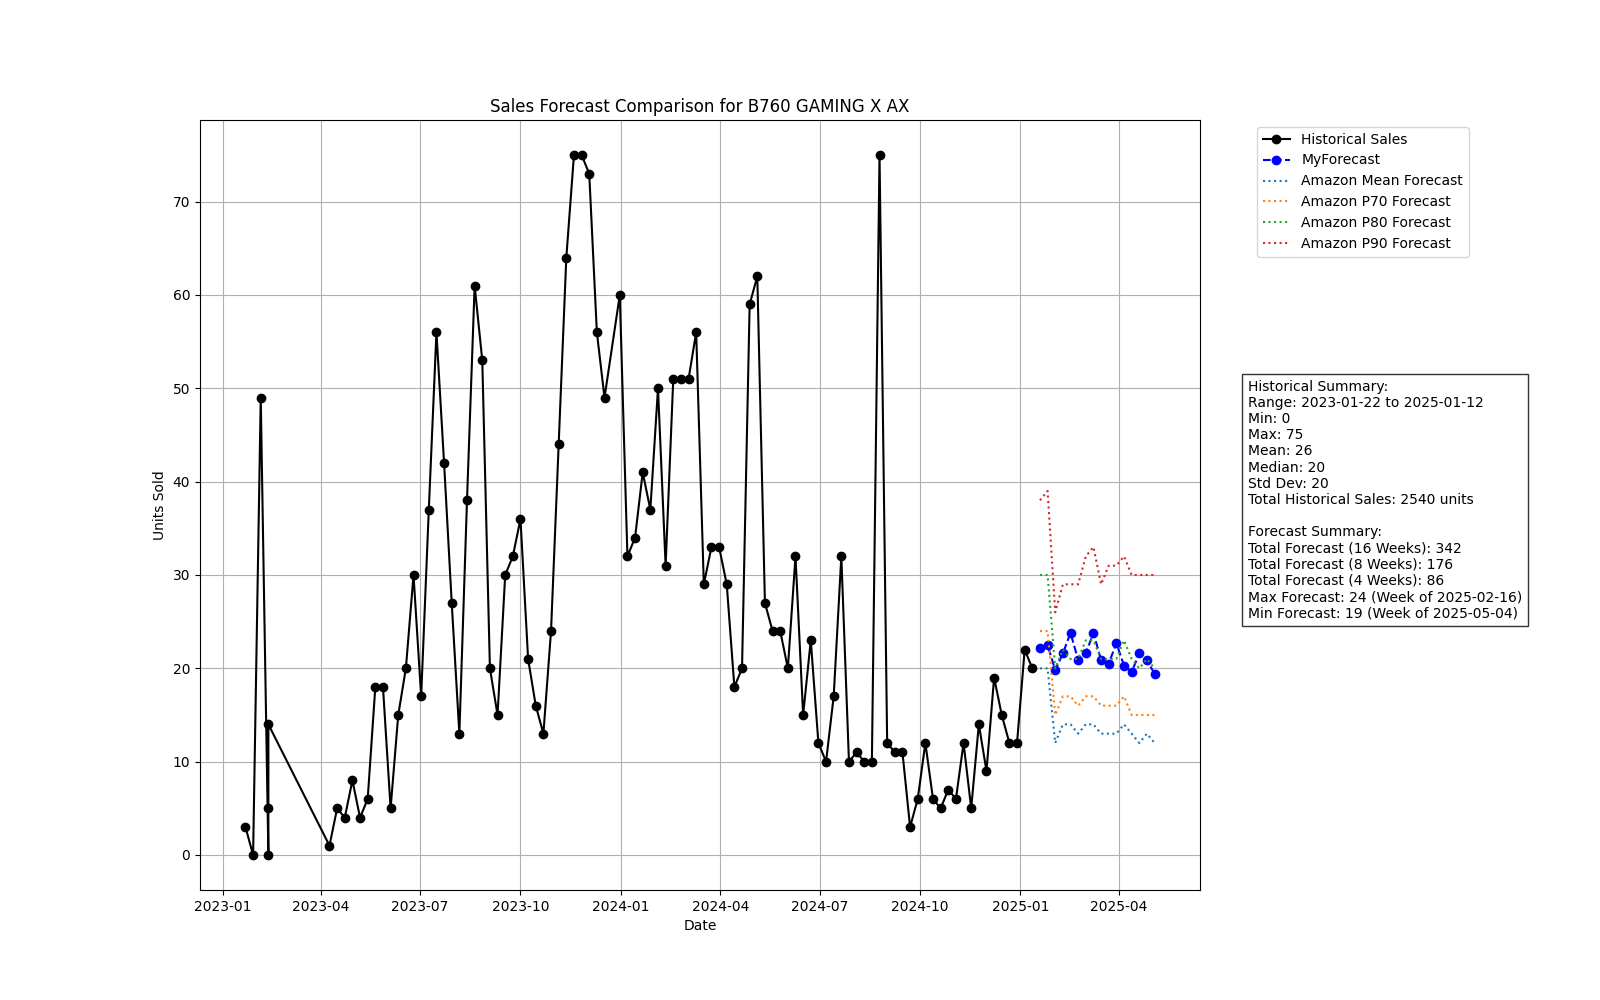 Sales Forecast Comparison for B760 GAMING X AX
Historical Sales
MyForecast
Amazon Mean Forecast
Amazon P70 Forecast
Amazon P80 Forecast
Amazon P90 Forecast
70
60
50
40
30
20
10
0
Units Sold
2023-01
2023-04
2023-07
2023-10
2024-01
2024-04
2024-07
2024-10
2025-01
2025-04
Date
Historical Summary:
Range: 2023-01-22 to 2025-01-12
Min: 0
Max: 75
Mean: 26
Median: 20
Std Dev: 20
Total Historical Sales: 2540 units
Forecast Summary:
Total Forecast (16 Weeks): 342
Total Forecast (8 Weeks): 176
Total Forecast (4 Weeks): 86
Max Forecast: 24 (Week of 2025-02-16)
Min Forecast: 19 (Week of 2025-05-04)